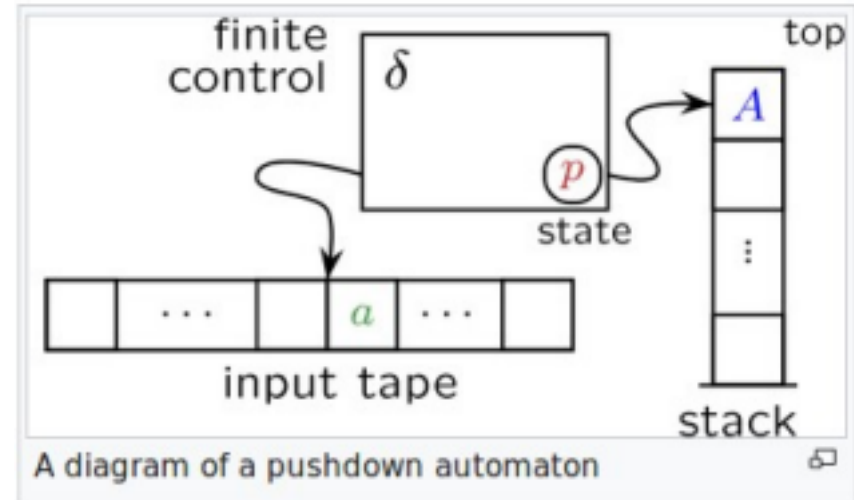 finite
control
δ
top
A
p
state
··· a ···
⋮
input tape
stack
A diagram of a pushdown automaton